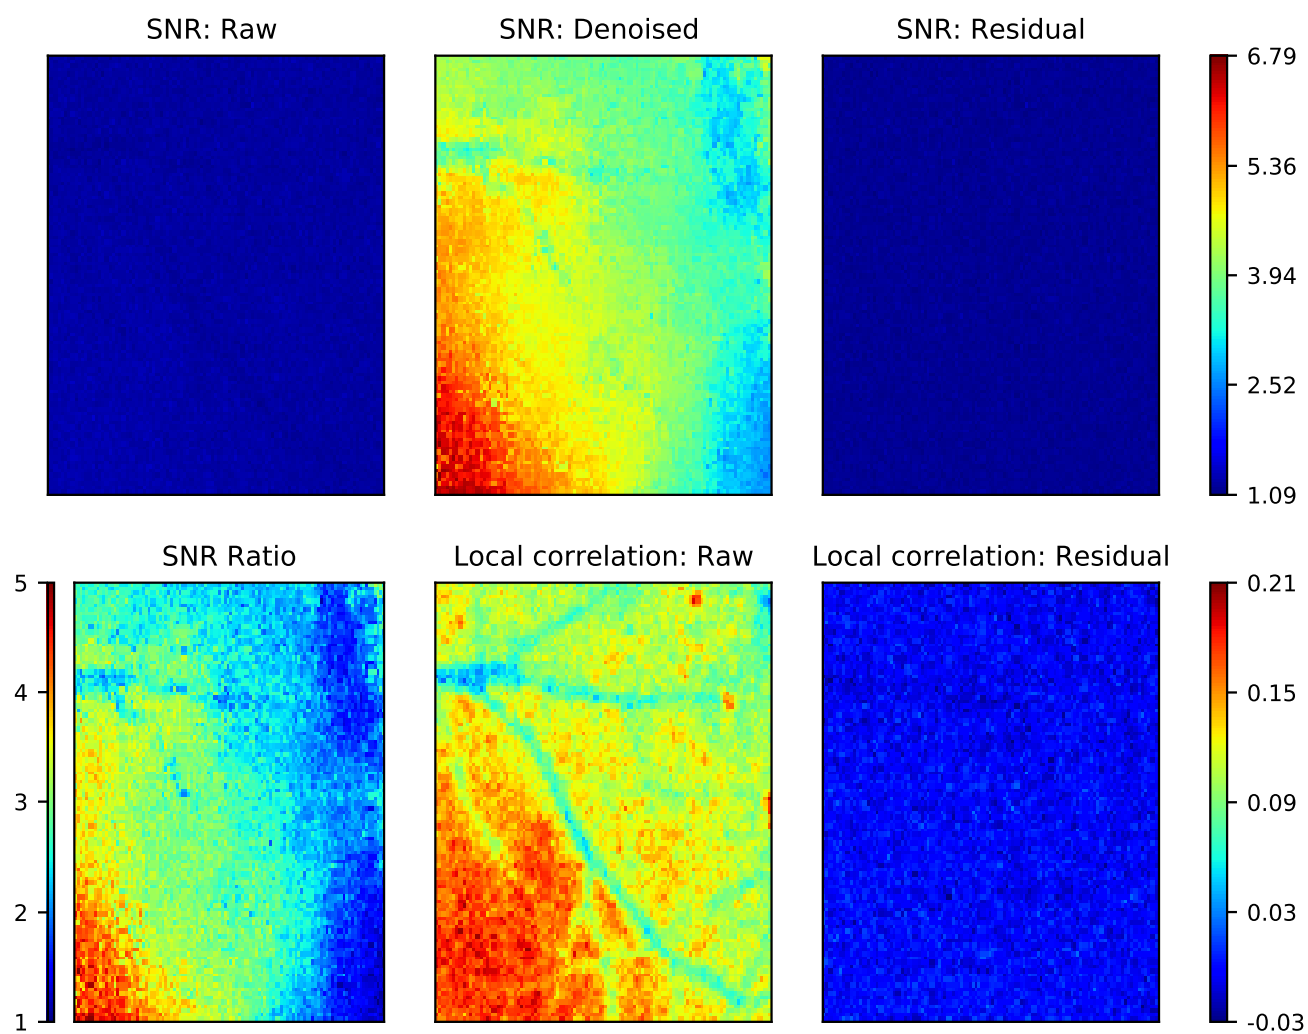 SNR: Raw
SNR: Denoised
SNR: Residual
6.79
5.36
3.94
2.52
1.09
SNR Ratio
Local correlation: Raw
Local correlation: Residual
5
4
3
2
1
0.21
0.15
0.09
0.03
-0.03